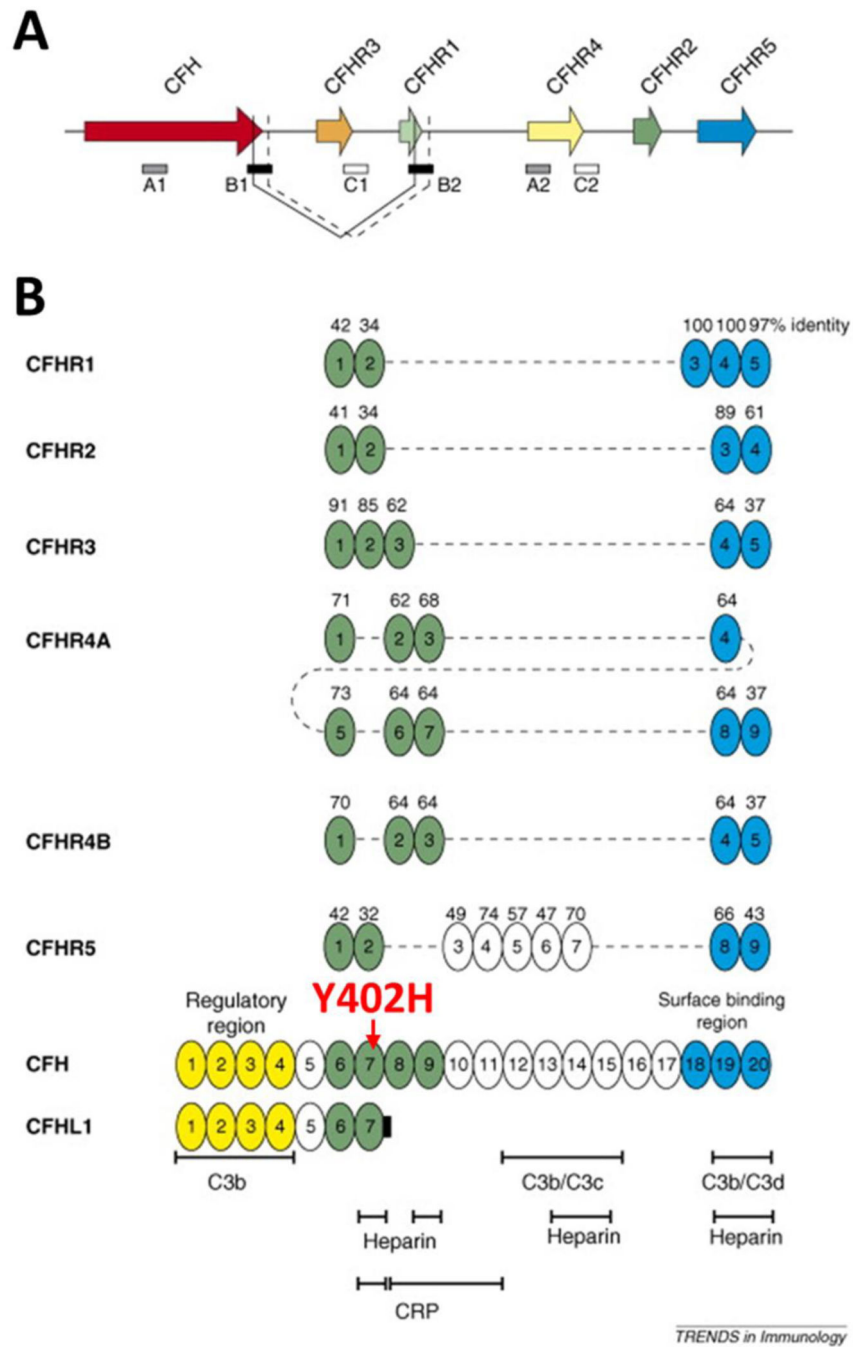 A
CFH CFHR3 CFHR1 CFHR4 CFHR2 CFHR5
A1 B1 C1 B2 A2 C2
B
42 34 100 100 97% identity
CFHR1 1 2 3 4 5
41 34 89 61
CFHR2 1 2 3 4
91 85 62 64 37
CFHR3 1 2 3 4 5
71 62 68 64
CFHR4A 1 2 3 4
73 64 64 64 37
5 6 7 8 9
70 64 64 64 37
CFHR4B 1 2 3 4 5
42 32 49 74 57 47 70 66 43
CFHR5 1 2 3 4 5 6 7 8 9
Regulatory Y402H Surface binding
region region
CFH 1 2 3 4 5 6 7 8 9 10 11 12 13 14 15 16 17 18 19 20
CFHL1 1 2 3 4 5 6 7
C3b C3b/C3c C3b/C3d
Heparin Heparin Heparin
CRP
TRENDS in Immunology